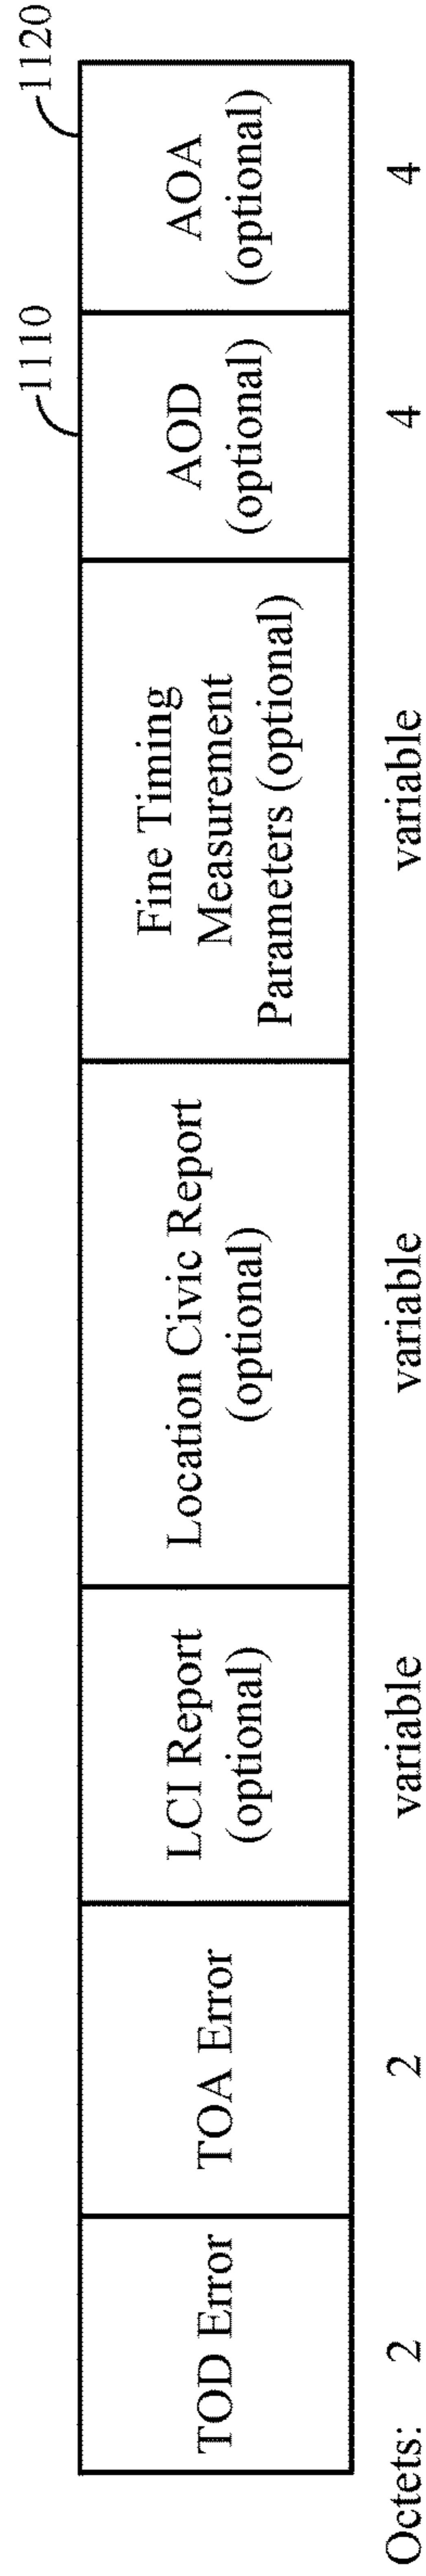 1110
1120
TOD Error
TOA Error
LCI Report
(optional)
Location Civic Report
(optional)
Fine Timing
Measurement
Parameters (optional)
AOD
(optional)
AOA
(optional)
Octets: 2 2 variable variable variable 4 4